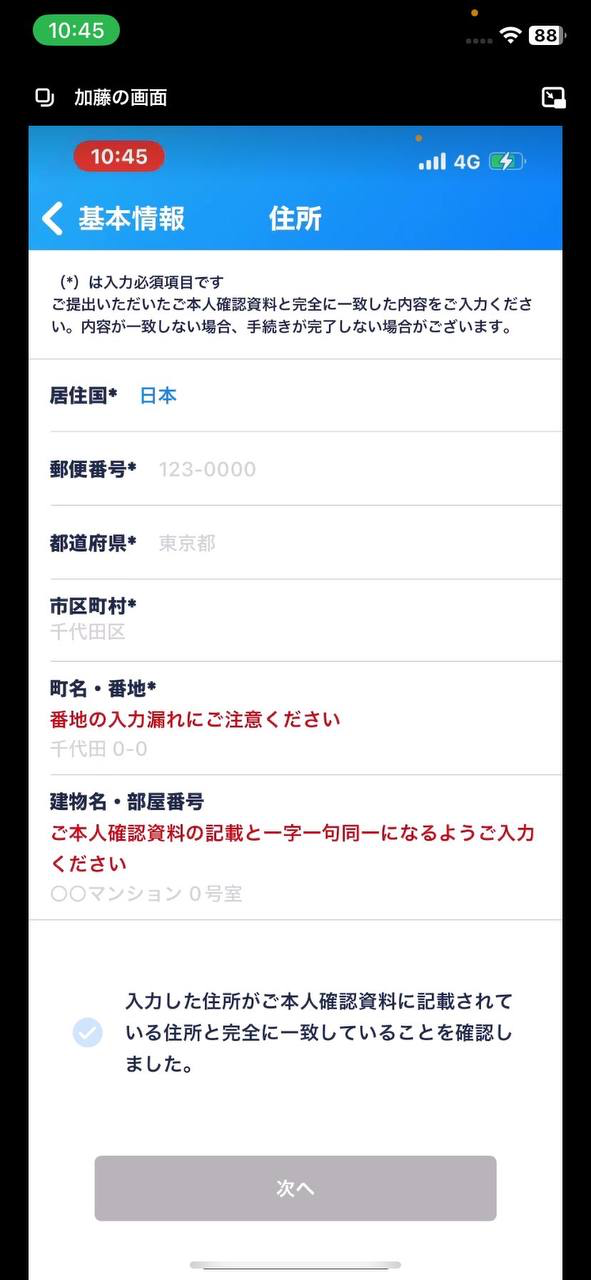 10:45
88
加藤の画面
10:45
4G
基本情報 住所
（*）は入力必須項目です
ご提出いただいたご本人確認資料と完全に一致した内容をご入力くださ
い。内容が一致しない場合、手続きが完了しない場合がございます。
居住国* 日本
郵便番号* 123-0000
都道府県* 東京都
市区町村*
千代田区
町名・番地*
番地の入力漏れにご注意ください
千代田 0-0
建物名・部屋番号
ご本人確認資料の記載と一字一句同一になるようご入力
ください
〇〇マンション 0号室
入力した住所がご本人確認資料に記載されて
いる住所と完全に一致していることを確認し
ました。
次へ